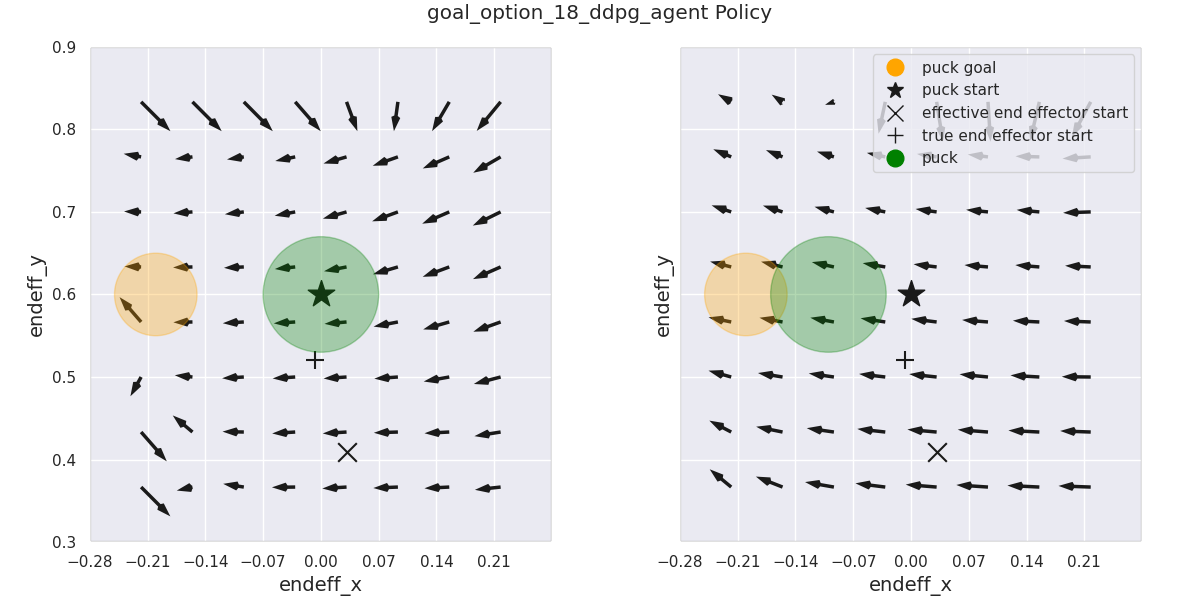 goal_option_18_ddpg_agent Policy
0.9
0.8
0.7
0.6
0.5
0.4
0.3
endeff_y
−0.28 −0.21 −0.14 −0.07 0.00 0.07 0.14 0.21
endeff_x
puck goal
puck start
effective end effector start
true end effector start
puck
endeff_y
−0.28 −0.21 −0.14 −0.07 0.00 0.07 0.14 0.21
endeff_x